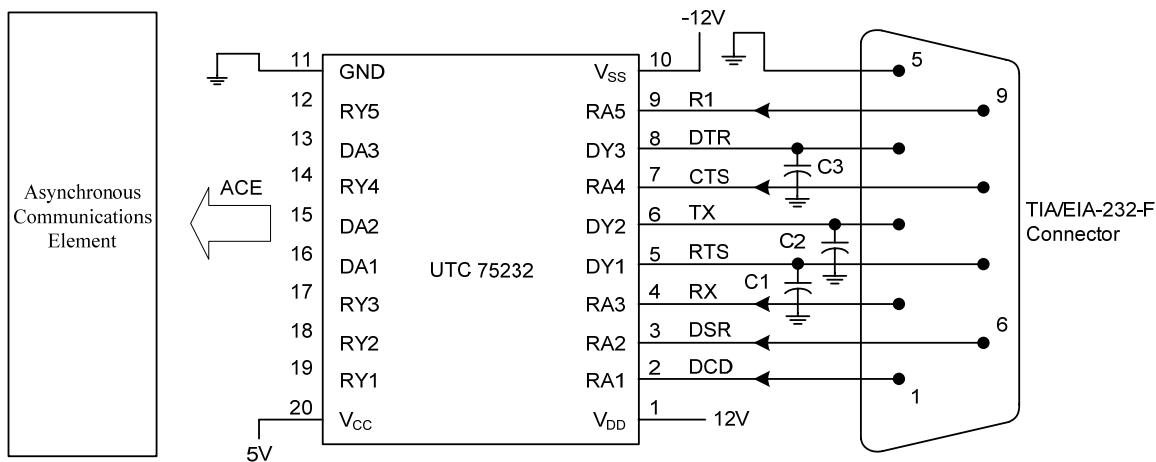 Asynchronous
Communications
Element
ACE
5V
11 GND
12 RY5
13 DA3
14 RY4
15 DA2
16 DA1
17 RY3
18 RY2
19 RY1
20 VCC
UTC 75232
-12V
VSS 10
RA5 9 R1
DY3 8 DTR
RA4 7 CTS
DY2 6 TX
DY1 5 RTS
RA3 4 RX
RA2 3 DSR
RA1 2 DCD
VDD 1 12V
C3
C2
C1
5
9
6
1
TIA/EIA-232-F
Connector